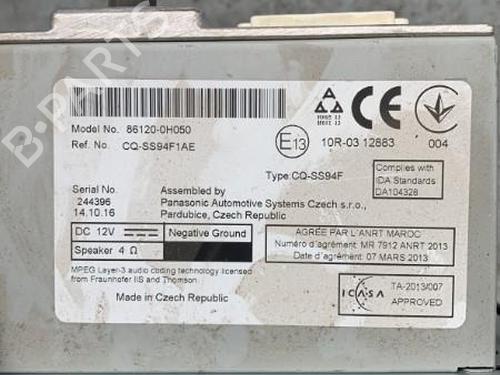 B-PARTS
Model No. 86120-0H050
Ref. No. CQ-SS94F1AE
E13
10R-03 12883
004
Type:CQ-SS94F
Complies with
IDA Standards
DA104328
Serial No
244396
14.10.16
Assembled by
Panasonic Automotive Systems Czech s.r.o.,
Pardubice, Czech Republic
DC 12V
Negative Ground
Speaker 4 Ω
AGRÉE PAR L'ANRT MAROC
Numéro d'agrément: MR 7912 ANRT 2013
Date d'agrément: 07 MARS 2013
MPEG Layer-3 audio coding technology licensed
from Fraunhofer IIS and Thomson.
Made in Czech Republic
ICASA
TA-2013/007
APPROVED